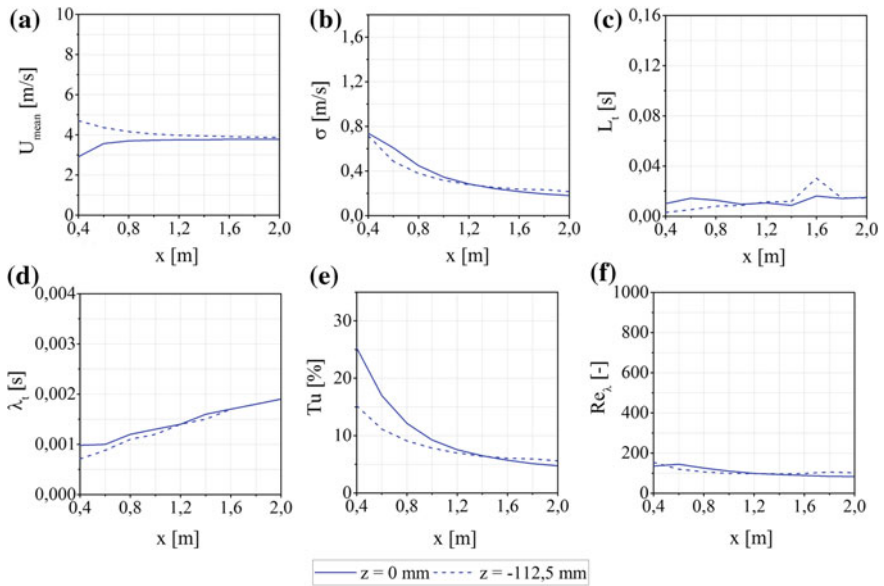 (a)
10
8
6
4
2
0
U_mean [m/s]
0,4 0,8 1,2 1,6 2,0
x [m]
(b)
1,6
1,2
0,8
0,4
0,0
σ [m/s]
0,4 0,8 1,2 1,6 2,0
x [m]
(c)
0,16
0,12
0,08
0,04
0,00
L_t [s]
0,4 0,8 1,2 1,6 2,0
x [m]
(d)
0,004
0,003
0,002
0,001
0,000
λ_t [s]
0,4 0,8 1,2 1,6 2,0
x [m]
(e)
30
20
10
0
Tu [%]
0,4 0,8 1,2 1,6 2,0
x [m]
(f)
1000
800
600
400
200
0
Re_λ [-]
0,4 0,8 1,2 1,6 2,0
x [m]
z = 0 mm z = -112,5 mm